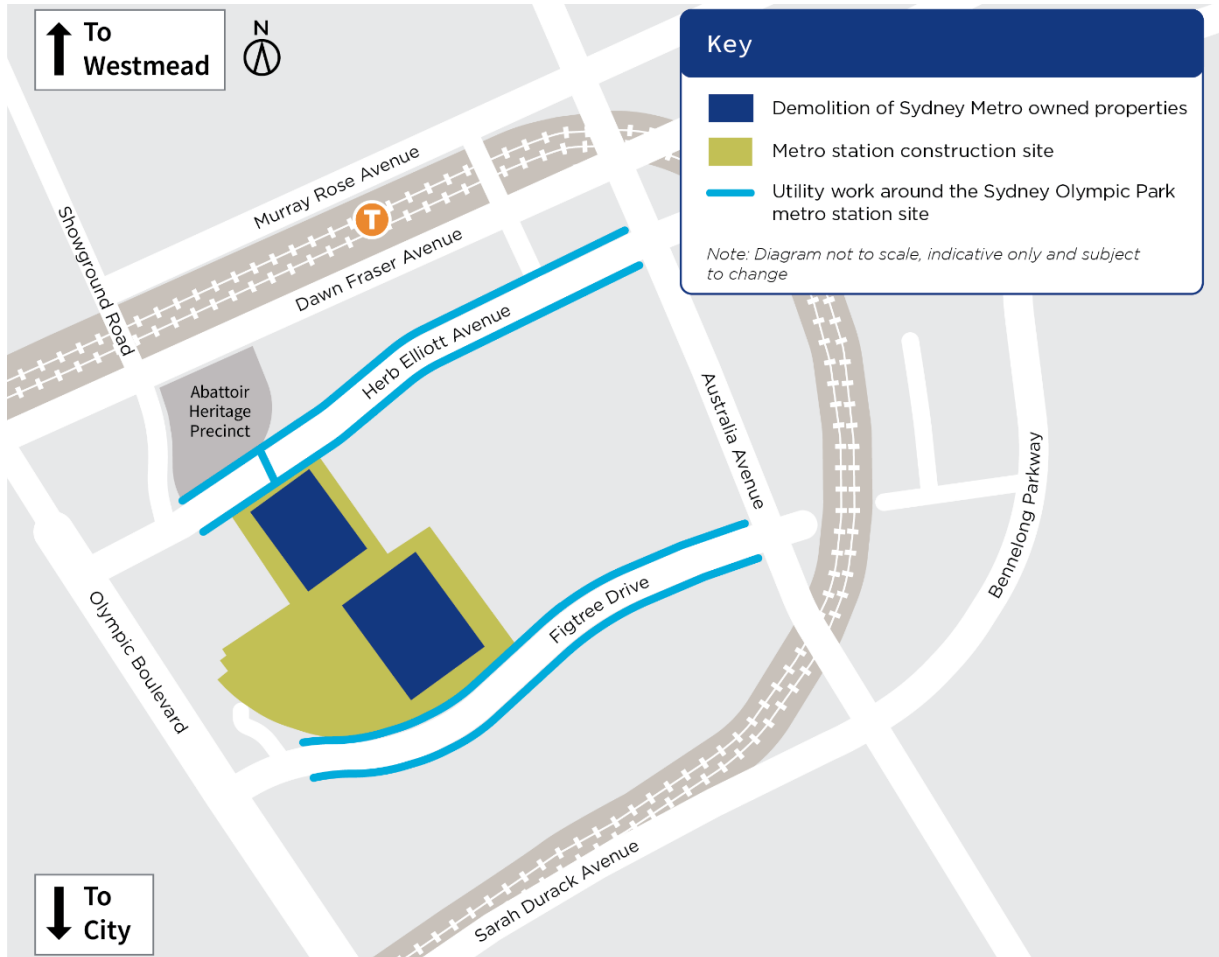 To
Westmead
N
Key
Demolition of Sydney Metro owned properties
Metro station construction site
Utility work around the Sydney Olympic Park
metro station site
Note: Diagram not to scale, indicative only and subject
to change
Murray Rose Avenue
T
Showground Road
Dawn Fraser Avenue
Herb Elliott Avenue
Abattoir
Heritage
Precinct
Australia Avenue
Bennelong Parkway
Figtree Drive
Olympic Boulevard
Sarah Durack Avenue
To
City